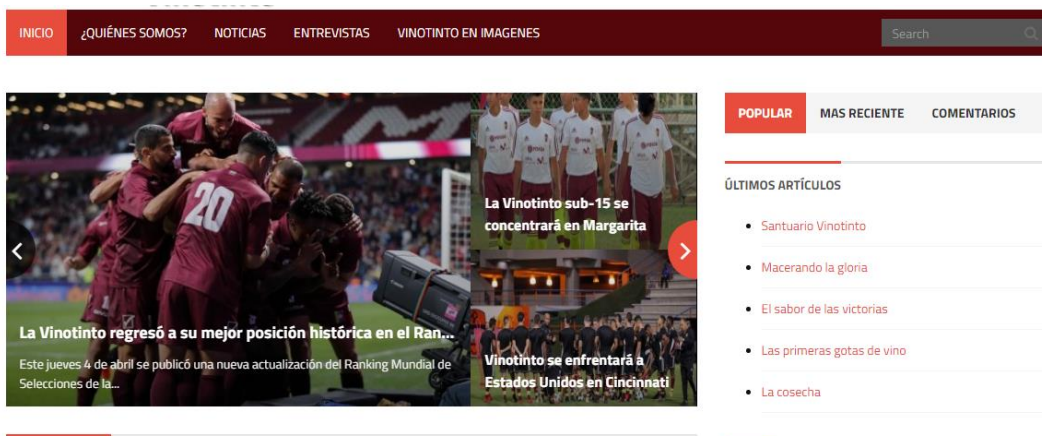 INICIO ¿QUIÉNES SOMOS? NOTICIAS ENTREVISTAS VINOTINTO EN IMAGENES Search
La Vinotinto regresó a su mejor posición histórica en el Ran...
Este jueves 4 de abril se publicó una nueva actualización del Ranking Mundial de
Selecciones de la...
20
La Vinotinto sub-15 se
concentrará en Margarita
Vinotinto se enfrentará a
Estados Unidos en Cincinnati
POPULAR MAS RECIENTE COMENTARIOS
ÚLTIMOS ARTÍCULOS
Santuario Vinotinto
Macerando la gloria
El sabor de las victorias
Las primeras gotas de vino
La cosecha